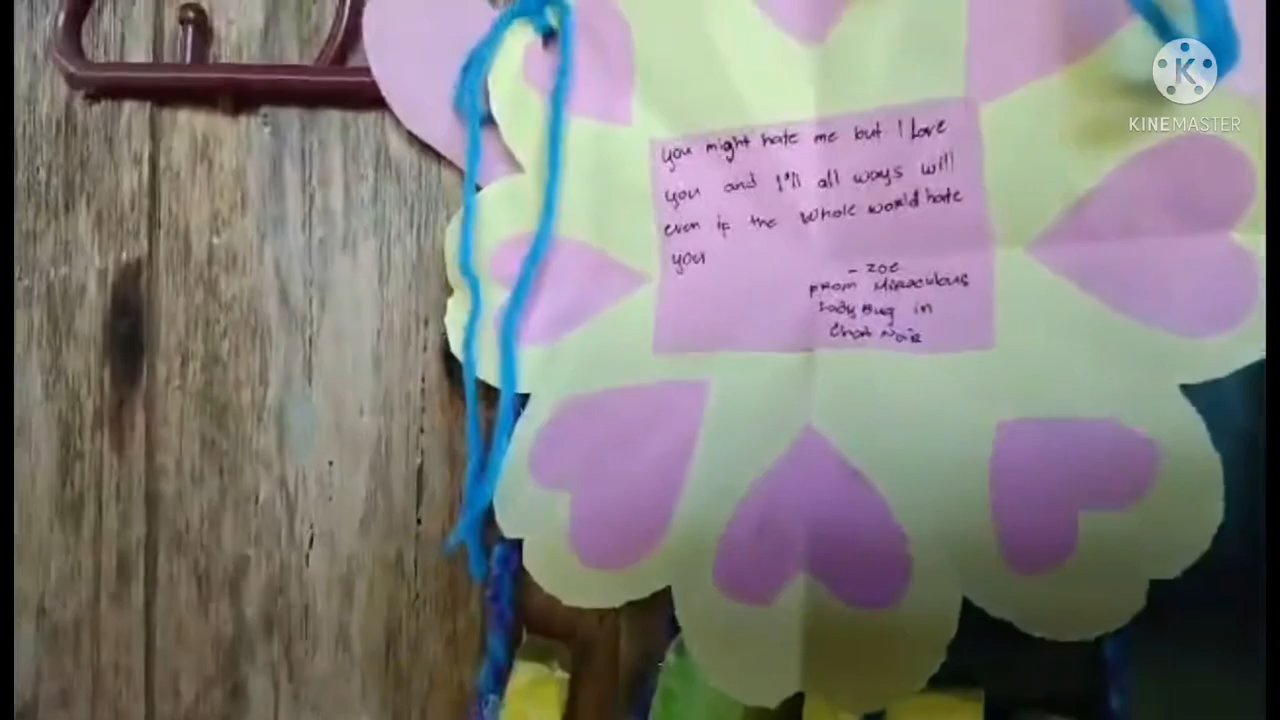 you might hate me but I Love
you and I'll all ways will
even if the whole world hate
you
- zoe
From Miraculous
Lady Bug in
Chat Noir
KINEMASTER